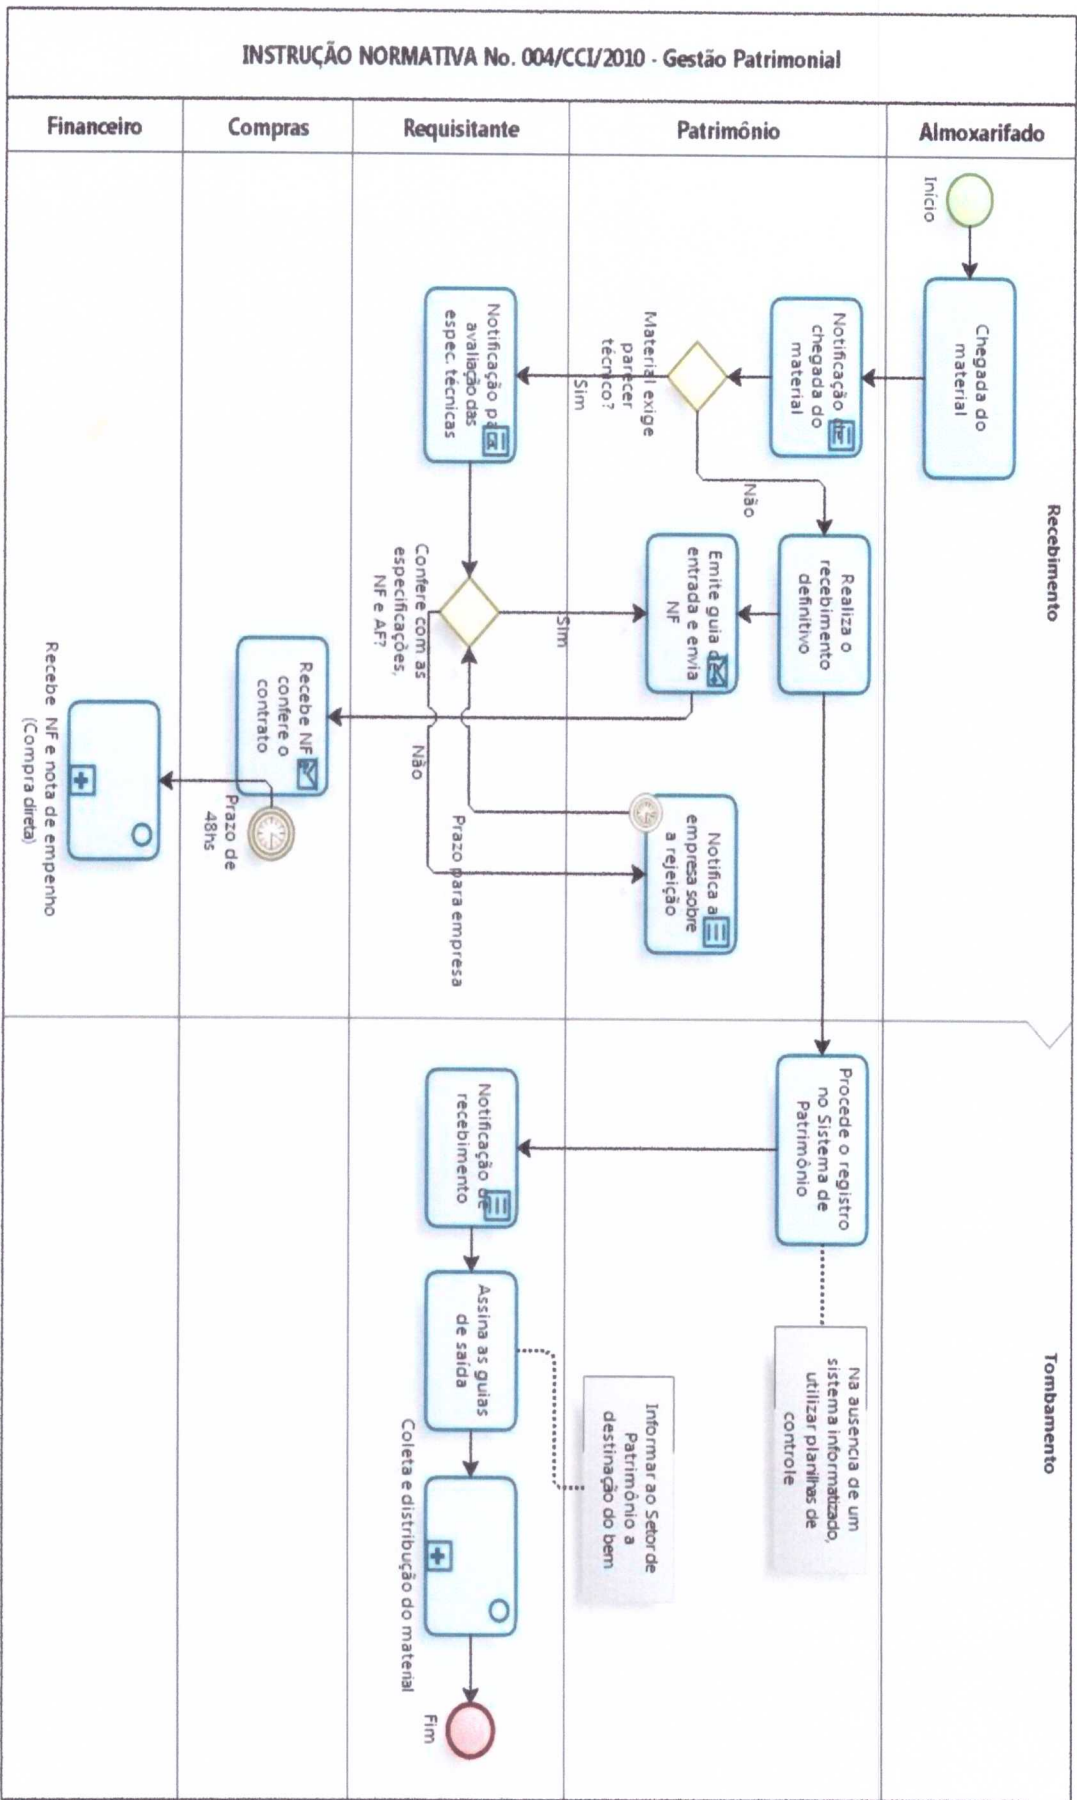 INSTRUÇÃO NORMATIVA No. 004/CCI/2010 - Gestão Patrimonial
Financeiro
Compras
Requisitante
Patrimônio
Almoxarifado
Recebimento
Tombamento
Início
Chegada do
material
Notificação de
chegada do
material
Material exige
parecer
técnico?
Sim
Não
Notificação para
avaliação das
espec. técnicas
Realiza o
recebimento
definitivo
Emite guia de
entrada e envia
NF
Confere com as
especificações,
NF e AF?
Sim
Não
Notifica a
empresa sobre
a rejeição
Prazo para empresa
Recebe NF
confere o
contrato
Prazo de
48hs
Recebe NF e nota de empenho
(Compra direta)
Procede o registro
no Sistema de
Patrimônio
Na ausencia de um
sistema informatizado,
utilizar planilhas de
controle
Notificação de
recebimento
Assina as guias
de saída
Informar ao Setor de
Patrimônio a
destinação do bem
Coleta e distribução do material
Fim